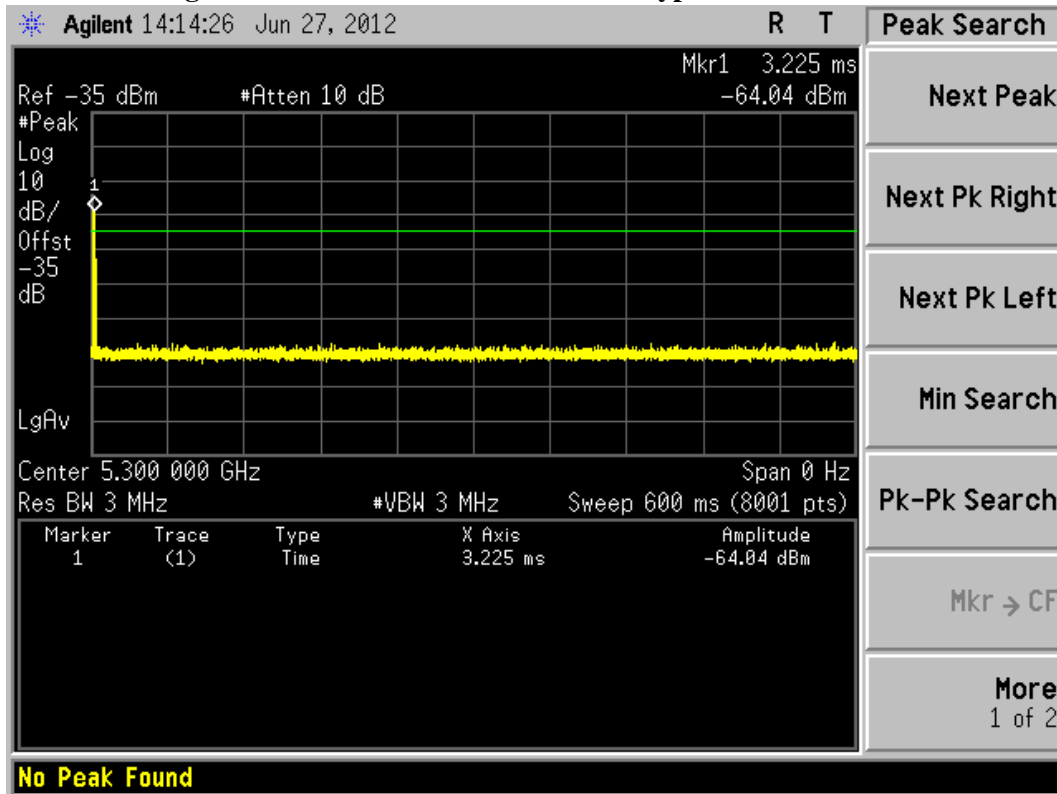 Agilent 14:14:26 Jun 27, 2012 R T
Peak Search
Mkr1 3.225 ms
Ref -35 dBm #Atten 10 dB -64.04 dBm
#Peak
Log
10
dB/
Offst
-35
dB
1
LgAv
Center 5.300 000 GHz Span 0 Hz
Res BW 3 MHz #VBW 3 MHz Sweep 600 ms (8001 pts)
Marker Trace Type X Axis Amplitude
1 (1) Time 3.225 ms -64.04 dBm
Next Peak
Next Pk Right
Next Pk Left
Min Search
Pk-Pk Search
Mkr → CF
More
1 of 2
No Peak Found